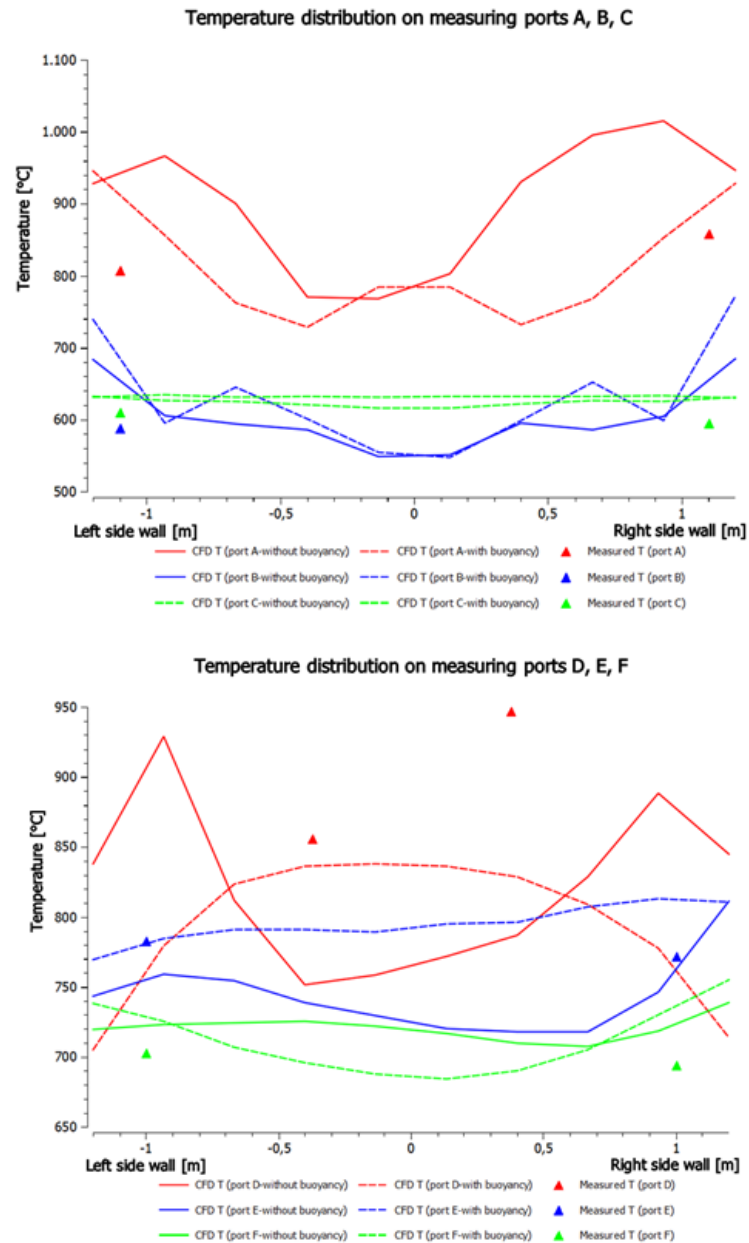 Temperature distribution on measuring ports A, B, C
Temperature [ºC]
1.100
1.000
900
800
700
600
500
-1
-0,5
0
0,5
1
Left side wall [m]
Right side wall [m]
CFD T (port A-without buoyancy)
CFD T (port A-with buoyancy)
Measured T (port A)
CFD T (port B-without buoyancy)
CFD T (port B-with buoyancy)
Measured T (port B)
CFD T (port C-without buoyancy)
CFD T (port C-with buoyancy)
Measured T (port C)
Temperature distribution on measuring ports D, E, F
Temperature [ºC]
950
900
850
800
750
700
650
-1
-0,5
0
0,5
1
Left side wall [m]
Right side wall [m]
CFD T (port D-without buoyancy)
CFD T (port D-with buoyancy)
Measured T (port D)
CFD T (port E-without buoyancy)
CFD T (port E-with buoyancy)
Measured T (port E)
CFD T (port F-without buoyancy)
CFD T (port F-with buoyancy)
Measured T (port F)